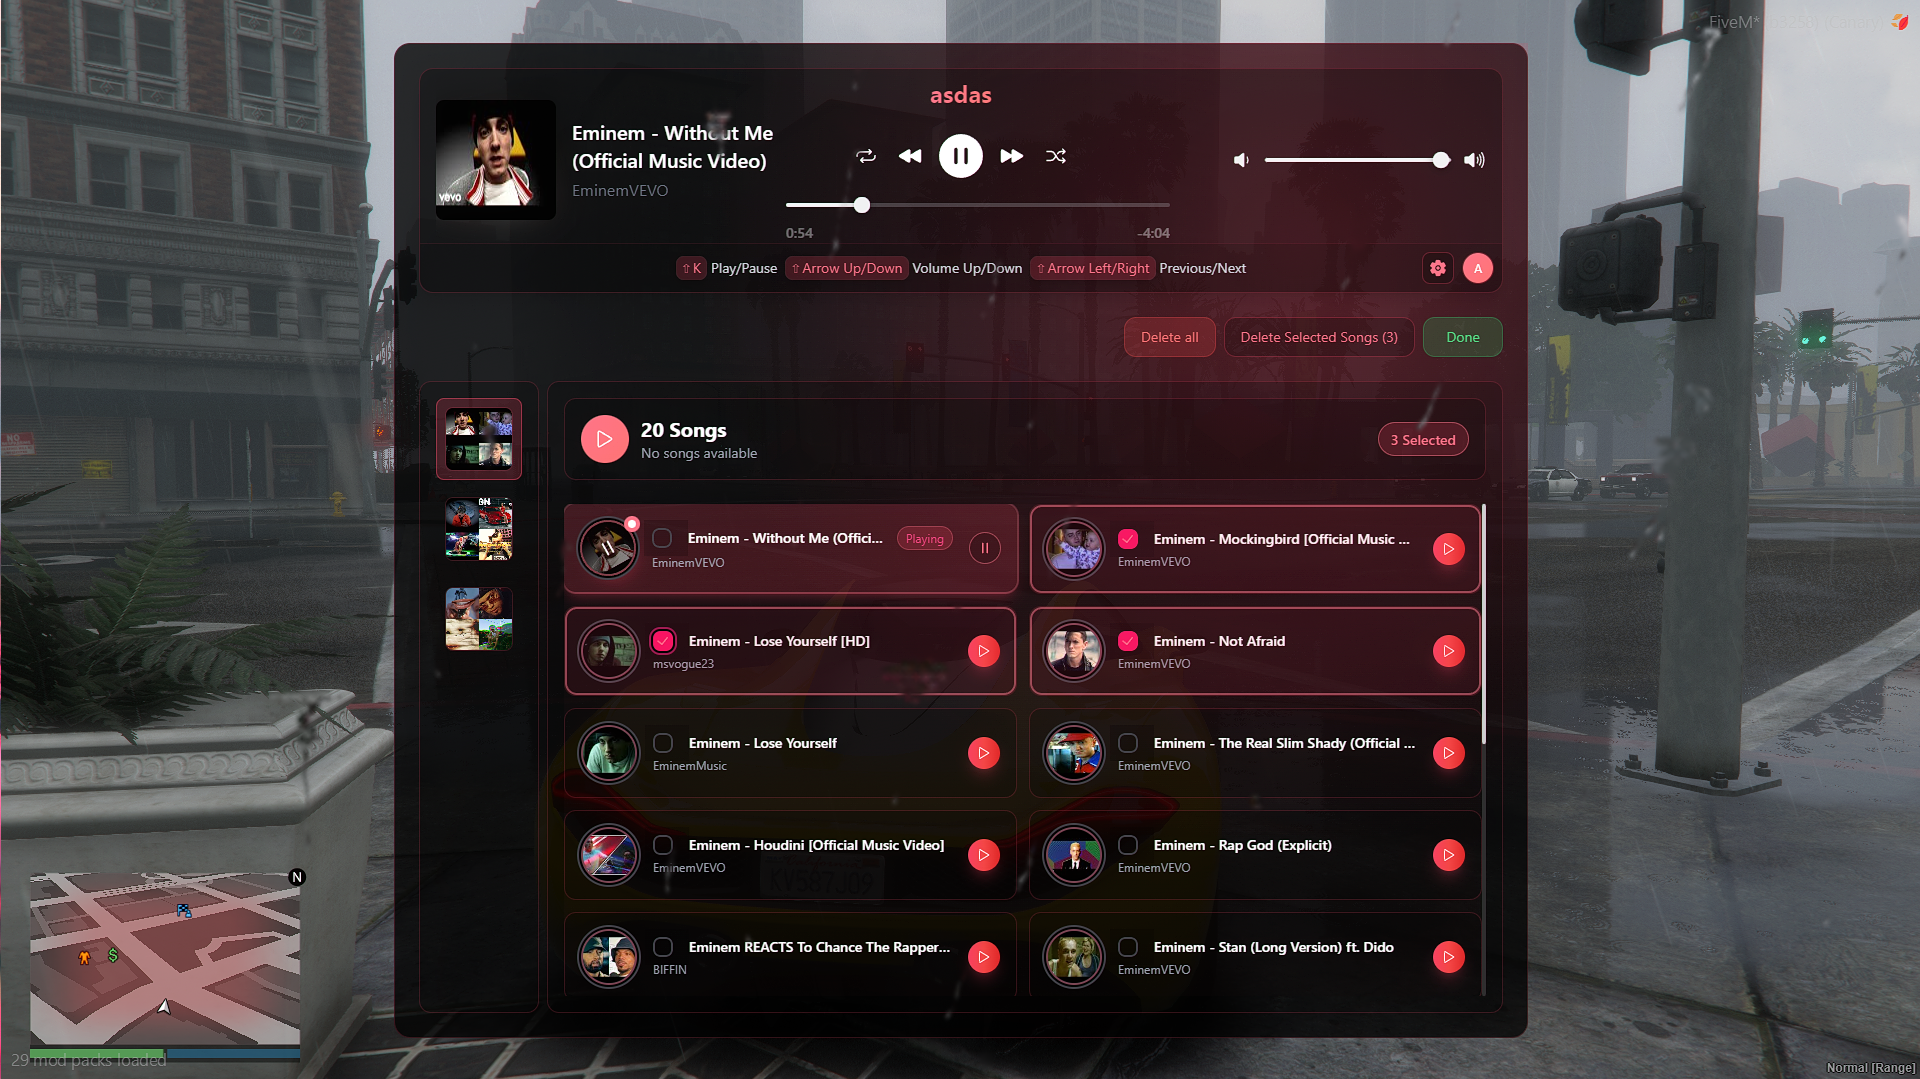 FiveM*
asdas
Eminem - Without Me
(Official Music Video)
EminemVEVO
vevo
0:54
-4:04
⇧ K Play/Pause ⇧ Arrow Up/Down Volume Up/Down ⇧ Arrow Left/Right Previous/Next
A
Delete all
Delete Selected Songs (3)
Done
20 Songs
No songs available
3 Selected
Eminem - Without Me (Offici...
Playing
EminemVEVO
Eminem - Mockingbird [Official Music ...
EminemVEVO
Eminem - Lose Yourself [HD]
msvogue23
Eminem - Not Afraid
EminemVEVO
Eminem - Lose Yourself
EminemMusic
Eminem - The Real Slim Shady (Official ...
EminemVEVO
Eminem - Houdini [Official Music Video]
EminemVEVO
Eminem - Rap God (Explicit)
EminemVEVO
Eminem REACTS To Chance The Rapper...
BIFFIN
Eminem - Stan (Long Version) ft. Dido
EminemVEVO
N
$
29 mod packs loaded
Normal [Range]